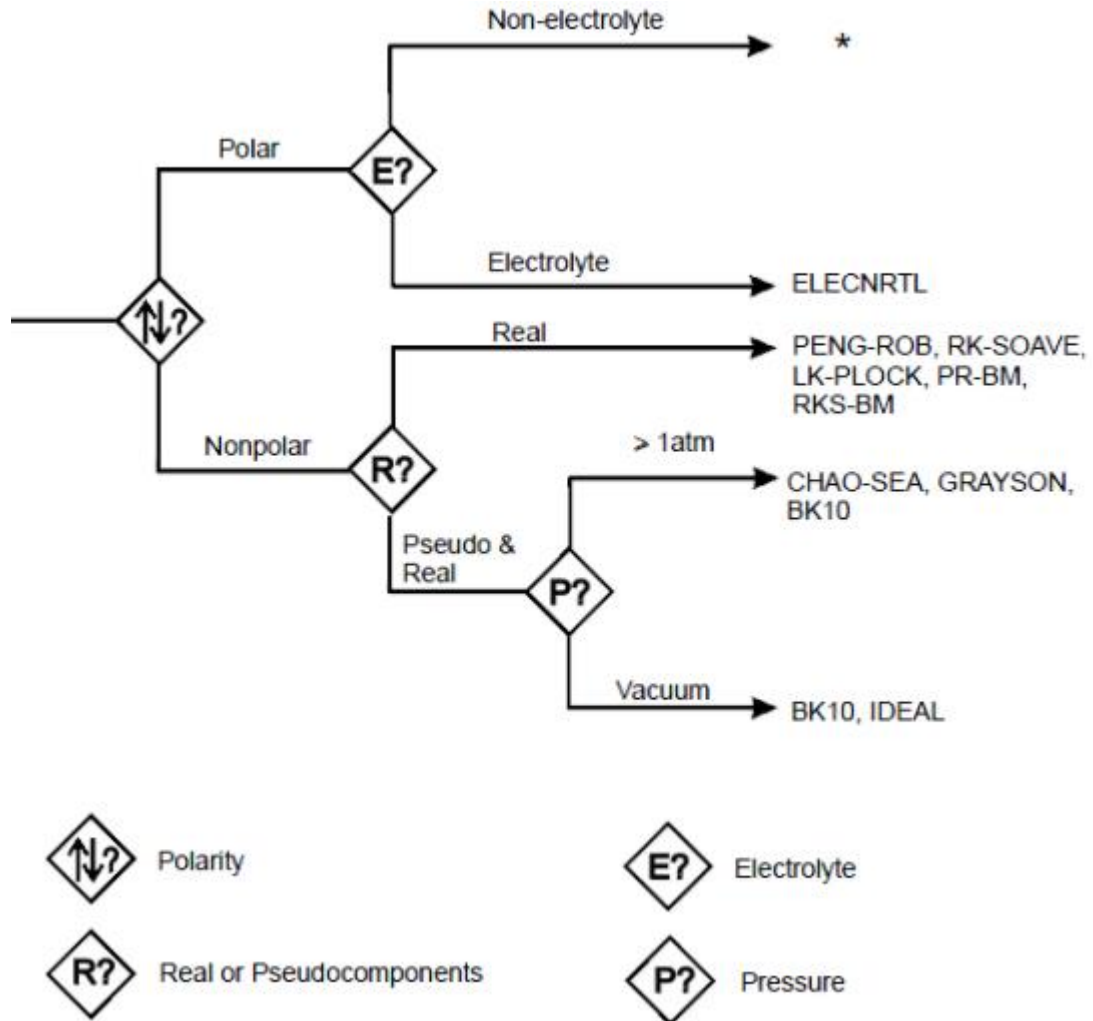 Non-electrolyte
*
Polar
E?
Electrolyte
ELECNRTL
?
Real
PENG-ROB, RK-SOAVE,
LK-PLOCK, PR-BM,
RKS-BM
Nonpolar
R?
> 1atm
CHAO-SEA, GRAYSON,
BK10
Pseudo &
Real
P?
Vacuum
BK10, IDEAL
?
Polarity
E?
Electrolyte
R?
Real or Pseudocomponents
P?
Pressure